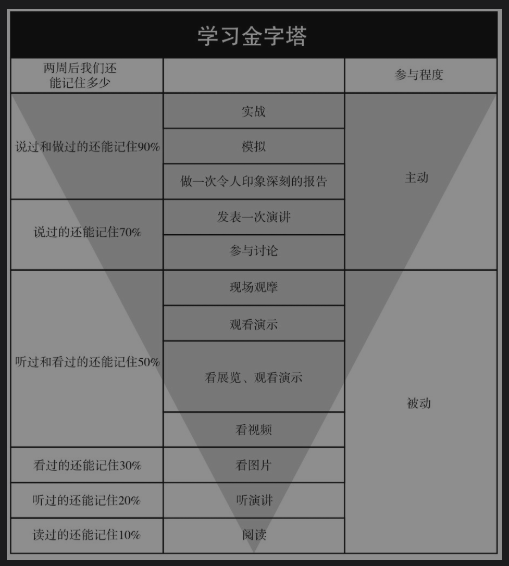 学习金字塔
两周后我们还
能记住多少
参与程度
说过和做过的还能记住90%
实战
模拟
做一次令人印象深刻的报告
主动
说过的还能记住70%
发表一次演讲
参与讨论
听过和看过的还能记住50%
现场观摩
观看演示
看展览、观看演示
看视频
被动
看过的还能记住30%
看图片
听过的还能记住20%
听演讲
读过的还能记住10%
阅读